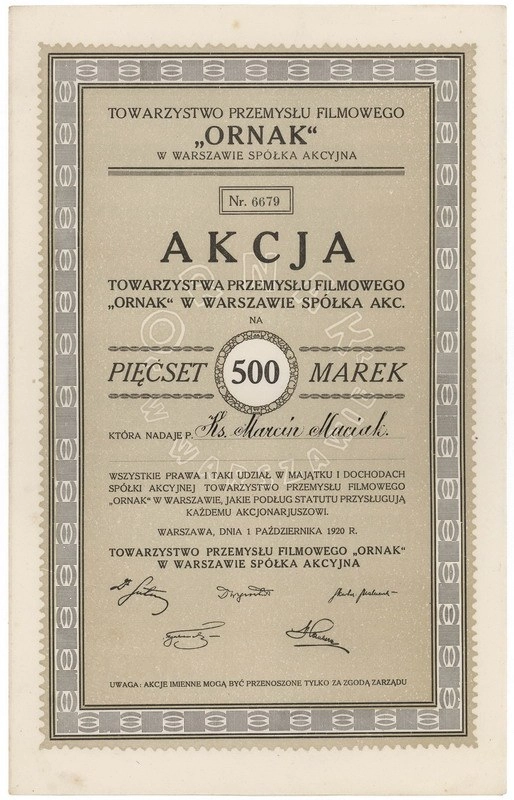 TOWARZYSTWO PRZEMYSŁU FILMOWEGO
„ORNAK“
W WARSZAWIE SPÓŁKA AKCYJNA
Nr. 6679
AKCJA
TOWARZYSTWA PRZEMYSŁU FILMOWEGO
„ORNAK“ W WARSZAWIE SPÓŁKA AKC.
NA
PIĘĆSET 500 MAREK
KTÓRA NADAJE P. Ks. Marcin Maciak.
WSZYSTKIE PRAWA I TAKI UDZIAŁ W MAJĄTKU I DOCHODACH
SPÓŁKI AKCYJNEJ TOWARZYSTWO PRZEMYSŁU FILMOWEGO
„ORNAK“ W WARSZAWIE, JAKIE PODŁUG STATUTU PRZYSŁUGUJĄ
KAŻDEMU AKCJONARJUSZOWI.
WARSZAWA, DNIA 1 PAŹDZIERNIKA 1920 R.
TOWARZYSTWO PRZEMYSŁU FILMOWEGO „ORNAK“
W WARSZAWIE SPÓŁKA AKCYJNA
UWAGA: AKCJE IMIENNE MOGĄ BYĆ PRZENOSZONE TYLKO ZA ZGODĄ ZARZĄDU
ORNAK
W WARSZAWIE